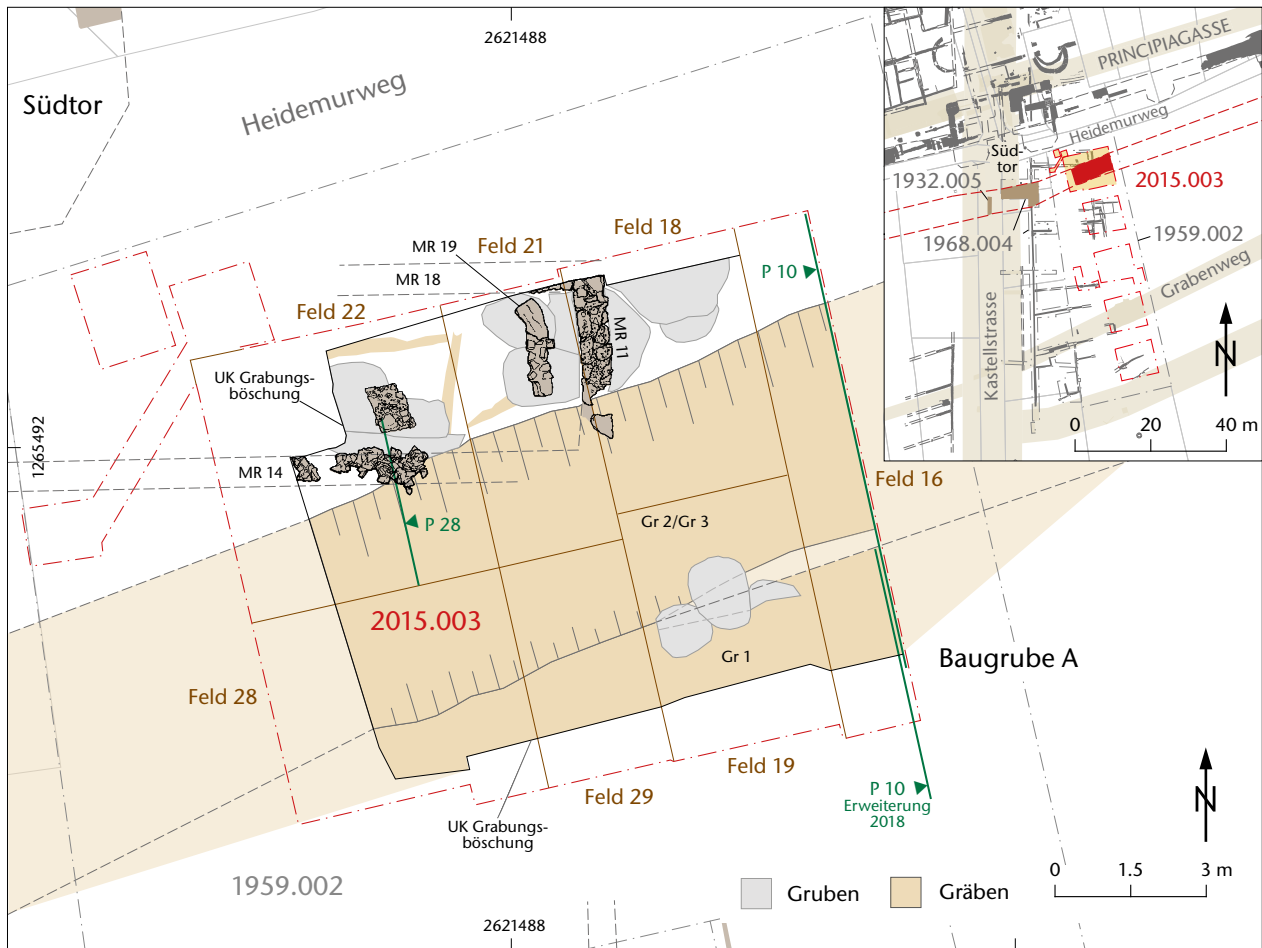 2621488
Südtor
Heidemurweg
PRINCIPIAGASSE
Heidemurweg
Süd-
tor
1932.005
2015.003
1968.004
1959.002
Grabenweg
Kastellstrasse
N
0 20 40 m
MR 19
Feld 21
Feld 18
P 10
MR 18
Feld 22
MR 11
UK Grabungs-
böschung
1265492
MR 14
P 28
Feld 16
Gr 2/Gr 3
2015.003
Gr 1
Baugrube A
Feld 28
Feld 19
Feld 29
P 10
Erweiterung
2018
UK Grabungs-
böschung
N
1959.002
0 1.5 3 m
Gruben
Gräben
2621488